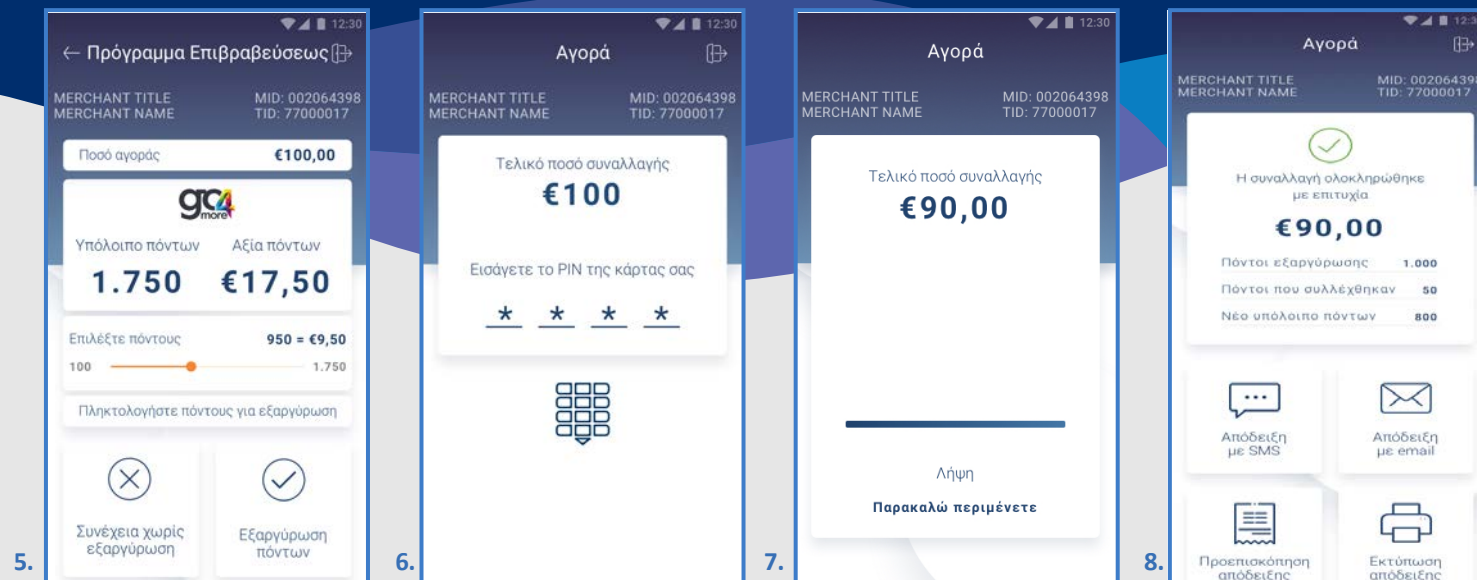 12:30
Πρόγραμμα Επιβραβεύσεως
MERCHANT TITLE MID: 002064398
MERCHANT NAME TID: 77000017
Ποσό αγοράς €100,00
grc4
more
Υπόλοιπο πόντων Αξία πόντων
1.750 €17,50
Επιλέξτε πόντους 950 = €9,50
100 1.750
Πληκτολογήστε πόντους για εξαργύρωση
Συνέχεια χωρίς
εξαργύρωση
Εξαργύρωση
πόντων
5.
12:30
Αγορά
MERCHANT TITLE MID: 002064398
MERCHANT NAME TID: 77000017
Τελικό ποσό συναλλαγής
€100
Εισάγετε το PIN της κάρτας σας
* * * *
6.
12:30
Αγορά
MERCHANT TITLE MID: 002064398
MERCHANT NAME TID: 77000017
Τελικό ποσό συναλλαγής
€90,00
Λήψη
Παρακαλώ περιμένετε
7.
12:3
Αγορά
MERCHANT TITLE MID: 002064398
MERCHANT NAME TID: 77000017
Η συναλλαγή ολοκληρώθηκε
με επιτυχία
€90,00
Πόντοι εξαργύρωσης 1.000
Πόντοι που συλλέχθηκαν 50
Νέο υπόλοιπο πόντων 800
Απόδειξη
με SMS
Απόδειξη
με email
Προεπισκόπηση
απόδειξης
Εκτύπωση
απόδειξης
8.